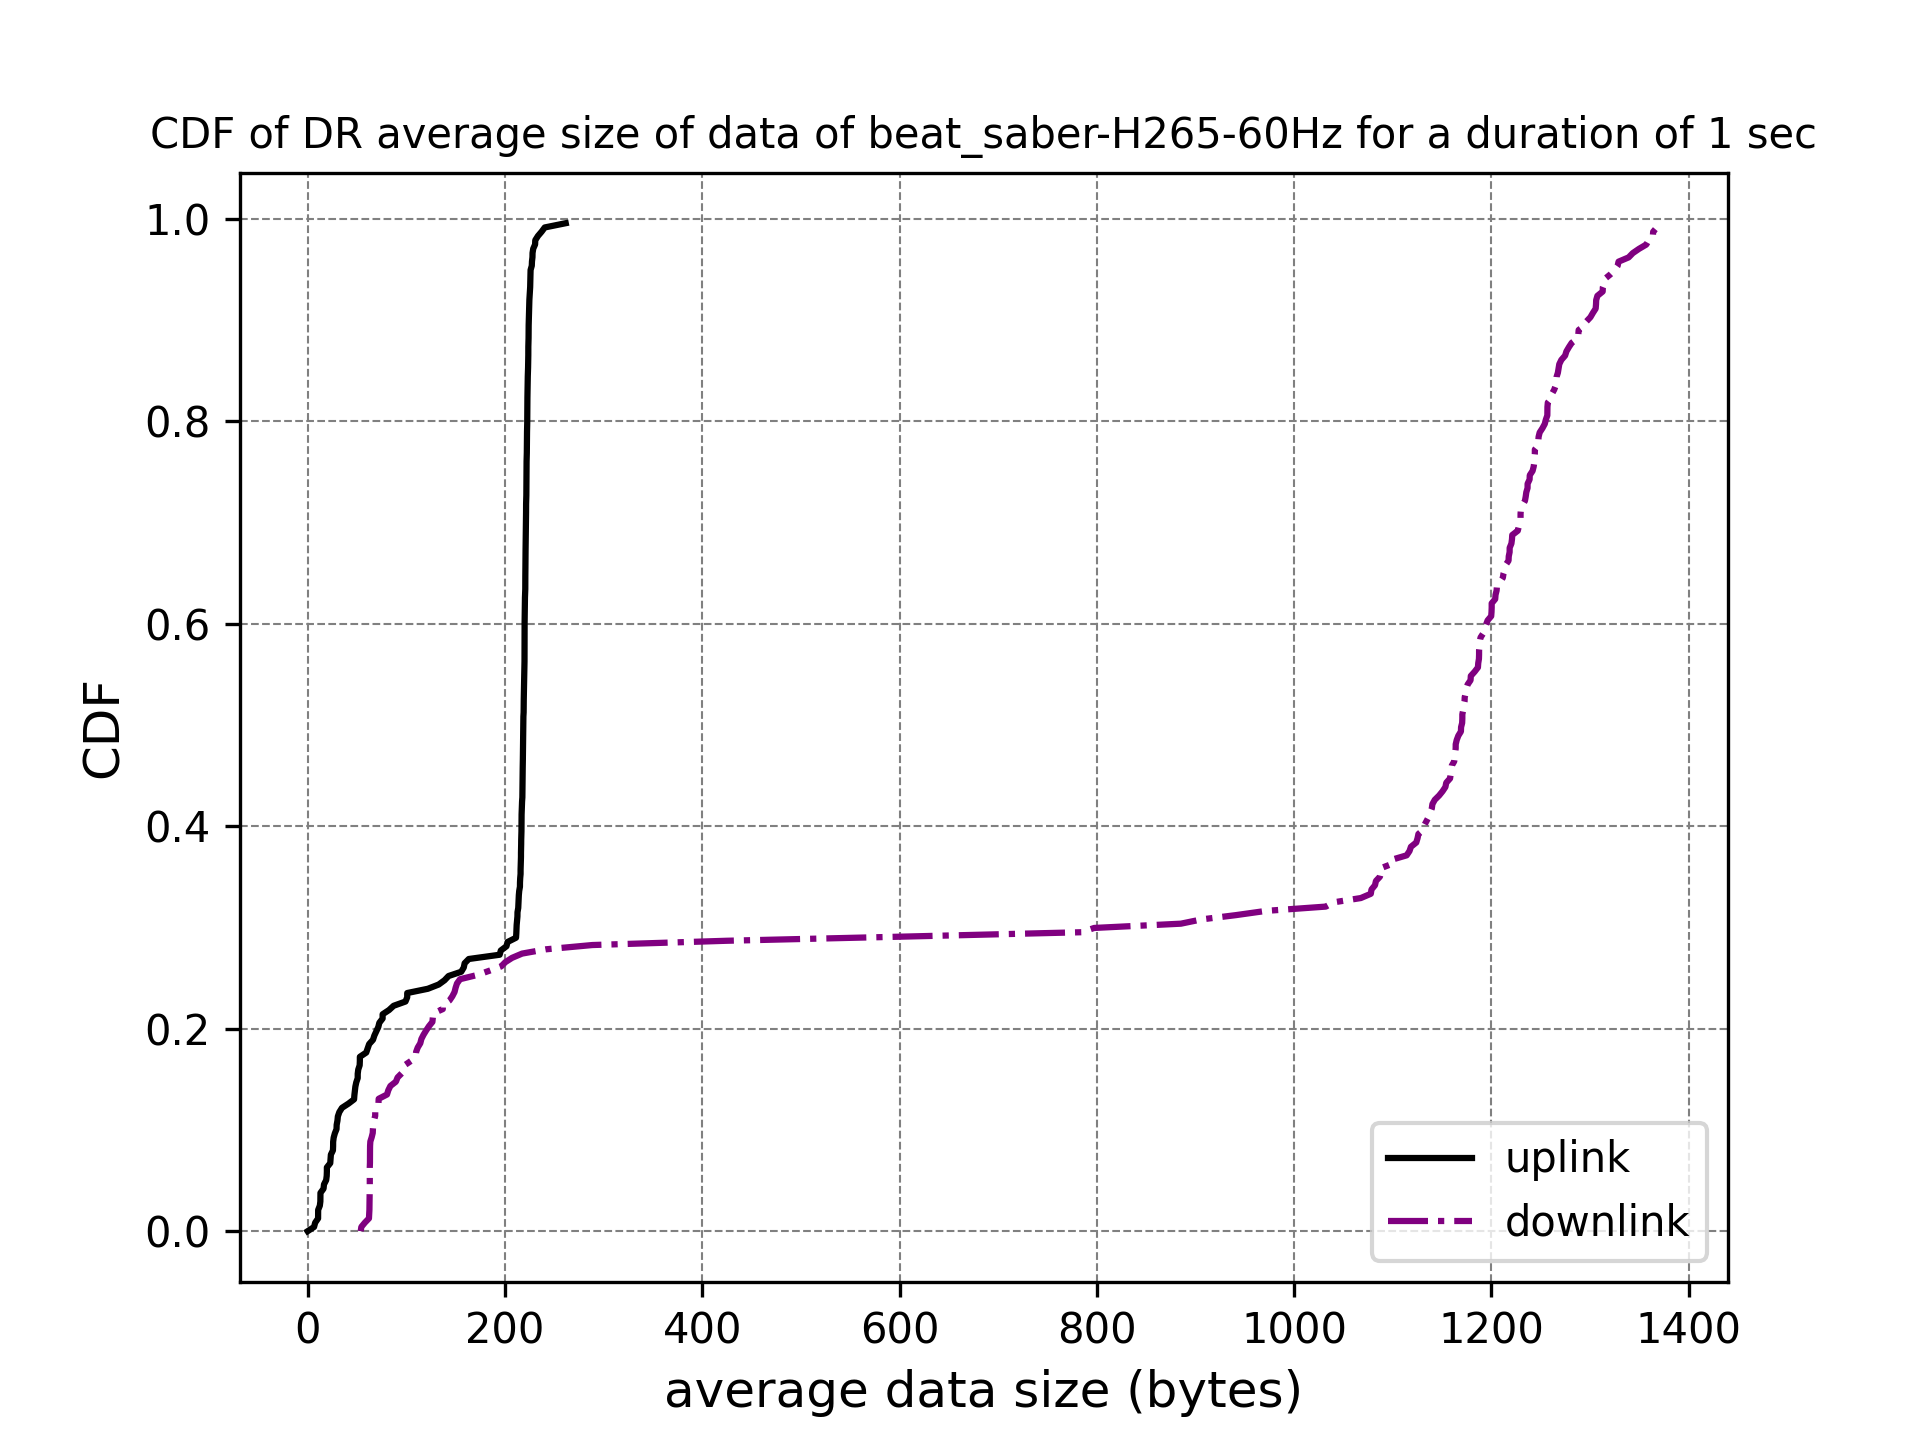 CDF of DR average size of data of beat_saber-H265-60Hz for a duration of 1 sec
1.0
0.8
0.6
0.4
0.2
0.0
CDF
uplink
downlink
0 200 400 600 800 1000 1200 1400
average data size (bytes)